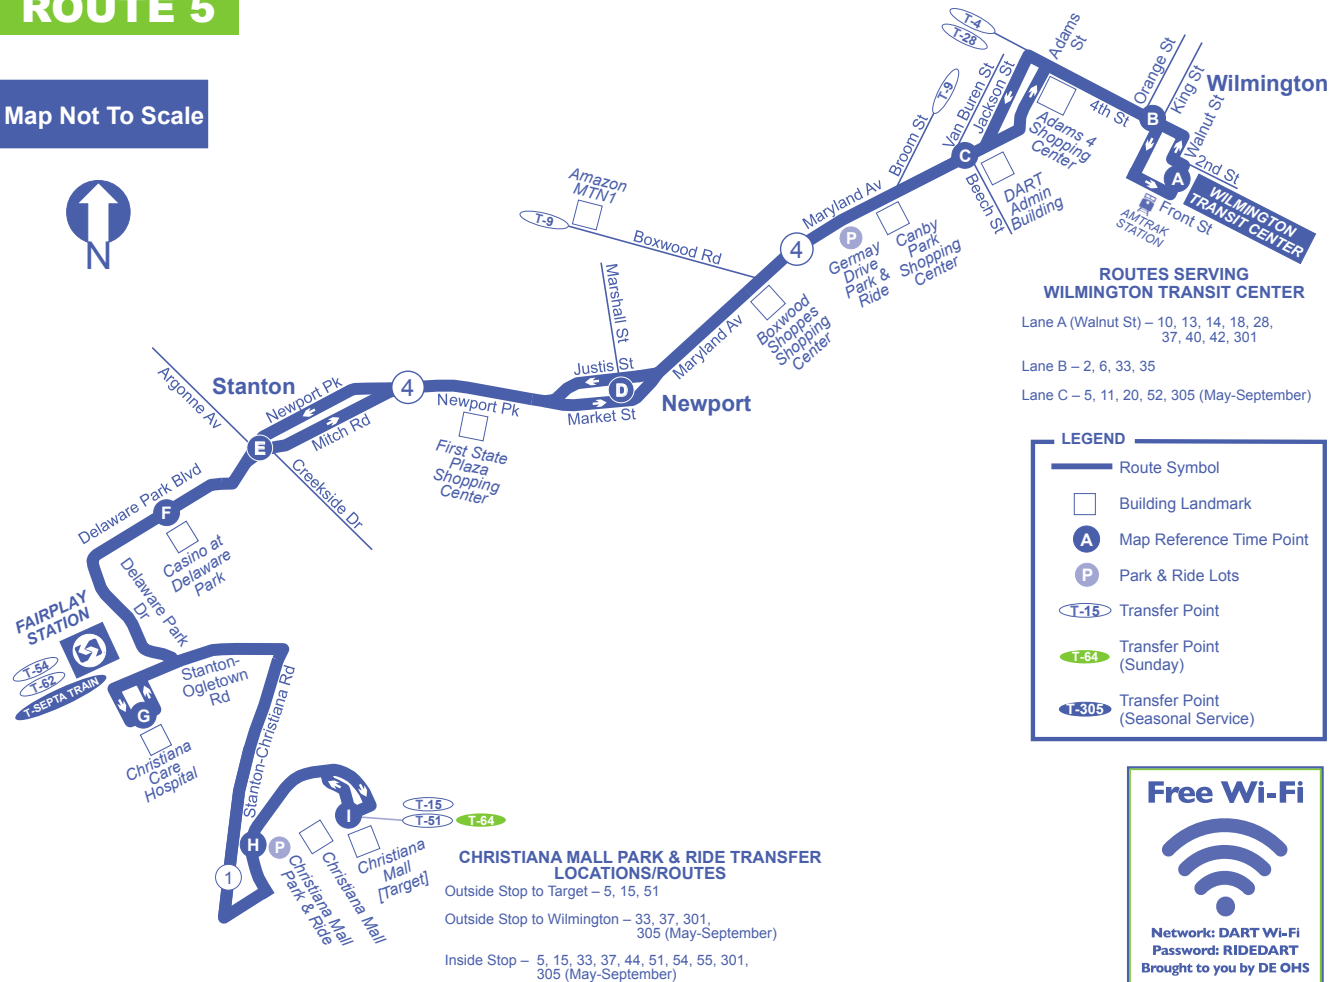 ROUTE 5
Map Not To Scale
N
T-4
T-28
Adams
St
Orange St
King St
Walnut St
Wilmington
T-9
Van Buren St
Jackson St
Broom St
4th St
B
Adams 4
Shopping
Center
C
2nd St
A
WILMINGTON
TRANSIT CENTER
DART
Admin
Building
Beech St
Front St
AMTRAK
STATION
Amazon
MTN1
T-9
Boxwood Rd
Maryland Av
4
P
Germay
Drive
Park &
Ride
Canby
Park
Shopping
Center
ROUTES SERVING
WILMINGTON TRANSIT CENTER
Lane A (Walnut St) – 10, 13, 14, 18, 28,
37, 40, 42, 301
Lane B – 2, 6, 33, 35
Lane C – 5, 11, 20, 52, 305 (May-September)
Marshall St
Boxwood
Shoppes
Shopping
Center
Maryland Av
Justis St
D
Market St
Newport
Argonne Av
Stanton
Newport Pk
4
Newport Pk
Mitch Rd
E
First State
Plaza
Shopping
Center
Creekside Dr
Delaware Park Blvd
F
Casino at
Delaware
Park
Delaware Park
Dr
FAIRPLAY
STATION
T-54
T-62
T-SEPTA TRAIN
Stanton-
Ogletown
Rd
G
Christiana
Care
Hospital
Stanton-Christiana Rd
1
H
P
Christiana Mall
Park & Ride
Christiana Mall
I
Christiana
Mall
[Target]
T-15
T-51
T-64
CHRISTIANA MALL PARK & RIDE TRANSFER
LOCATIONS/ROUTES
Outside Stop to Target – 5, 15, 51
Outside Stop to Wilmington – 33, 37, 301,
305 (May-September)
Inside Stop – 5, 15, 33, 37, 44, 51, 54, 55, 301,
305 (May-September)
LEGEND
Route Symbol
Building Landmark
A Map Reference Time Point
P Park & Ride Lots
T-15 Transfer Point
T-64 Transfer Point
(Sunday)
T-305 Transfer Point
(Seasonal Service)
Free Wi-Fi
Network: DART Wi-Fi
Password: RIDEDART
Brought to you by DE OHS